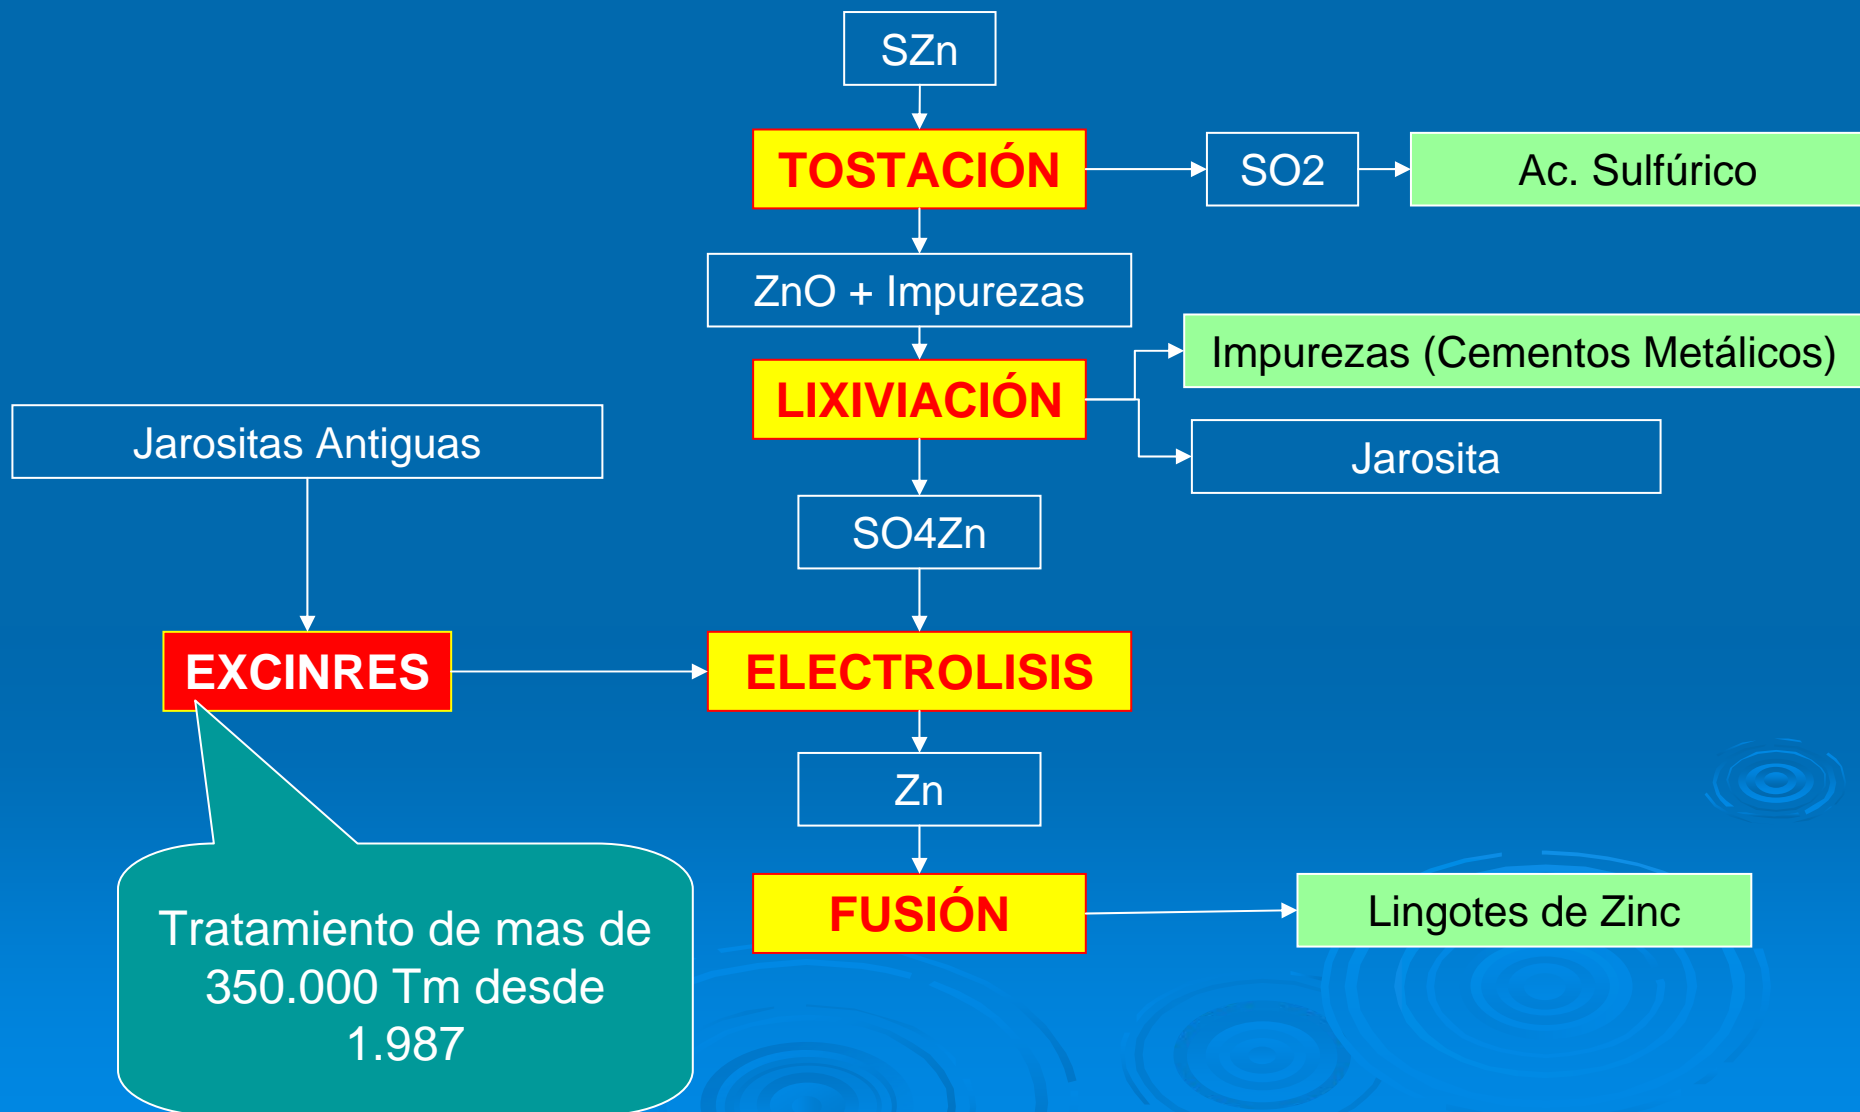 SZn
TOSTACIÓN
SO2
Ac. Sulfúrico
ZnO + Impurezas
Impurezas (Cementos Metálicos)
LIXIVIACIÓN
Jarositas Antiguas
Jarosita
SO4Zn
EXCINRES
ELECTROLISIS
Zn
FUSIÓN
Lingotes de Zinc
Tratamiento de mas de
350.000 Tm desde
1.987